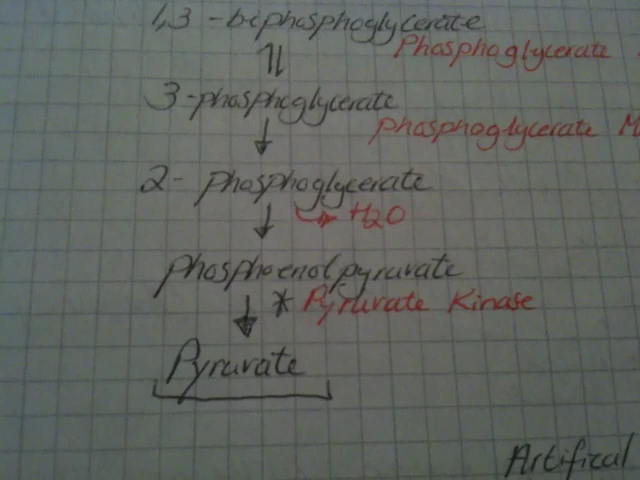 1,3 - biphosphoglycerate
Phosphoglycerate
3-phosphoglycerate
phosphoglycerate M
2- phosphoglycerate
H2O
phosphoenolpyruvate
* Pyruvate Kinase
Pyruvate
Artifical